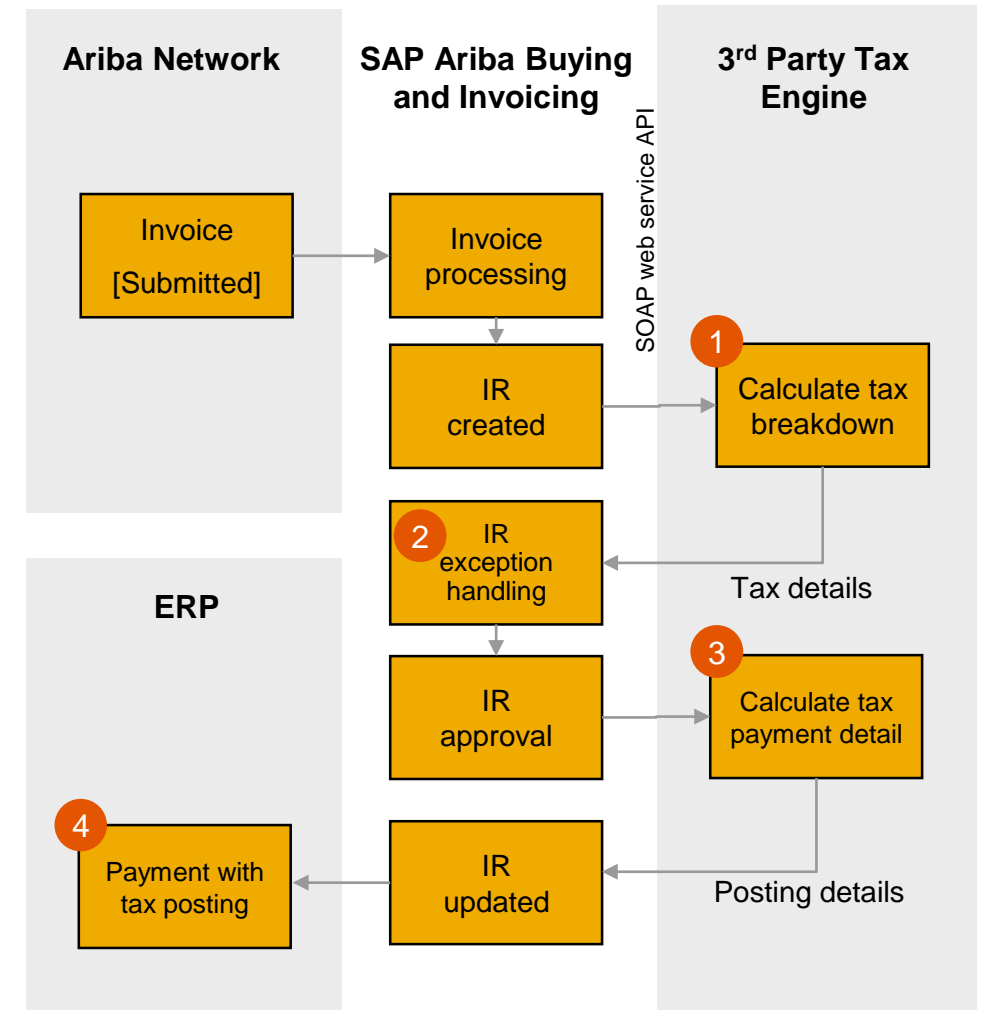 Ariba Network
SAP Ariba Buying
and Invoicing
3rd Party Tax
Engine
SOAP web service API
Invoice
[Submitted]
Invoice
processing
IR
created
1
Calculate tax
breakdown
2
IR
exception
handling
Tax details
ERP
IR
approval
3
Calculate tax
payment detail
4
Payment with
tax posting
IR
updated
Posting details